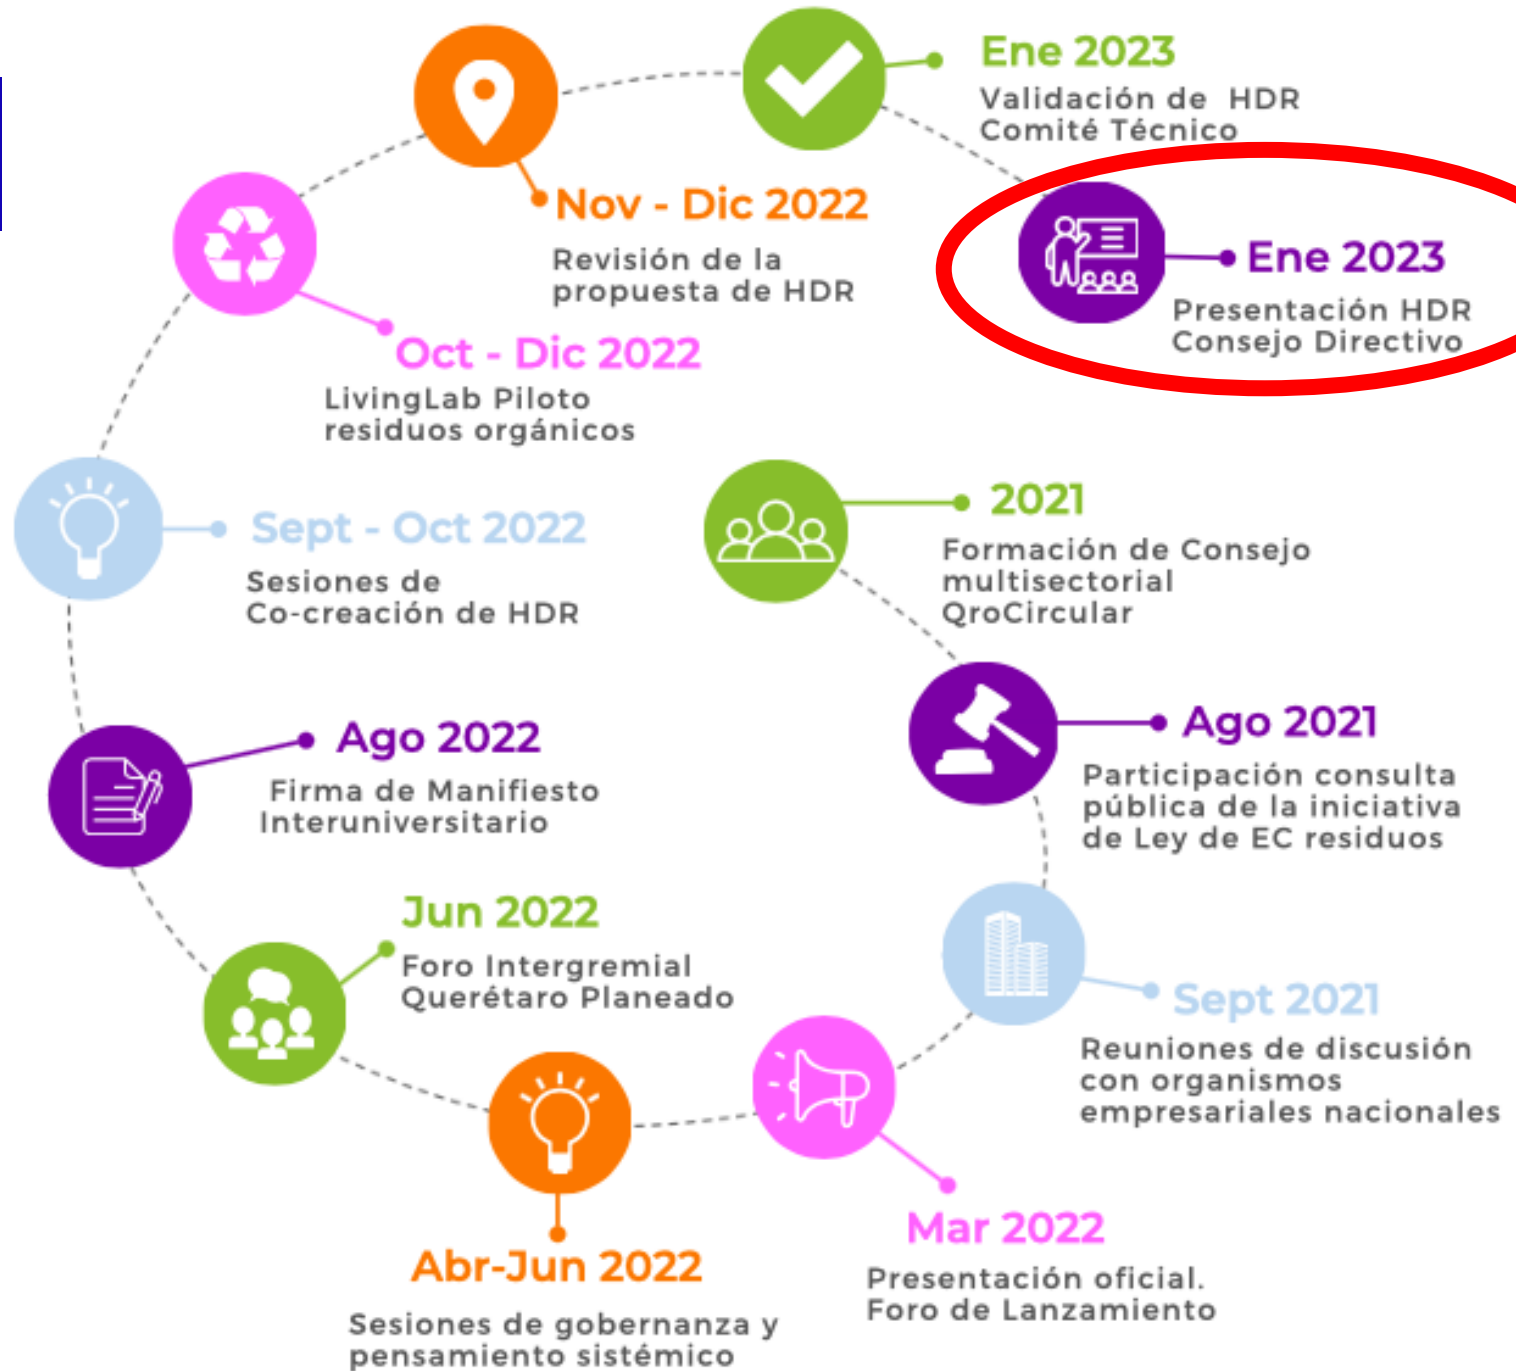 Ene 2023
Validación de HDR
Comité Técnico
Nov - Dic 2022
Revisión de la
propuesta de HDR
Ene 2023
Presentación HDR
Consejo Directivo
Oct - Dic 2022
LivingLab Piloto
residuos orgánicos
Sept - Oct 2022
Sesiones de
Co-creación de HDR
2021
Formación de Consejo
multisectorial
QroCircular
Ago 2022
Firma de Manifiesto
Interuniversitario
Ago 2021
Participación consulta
pública de la iniciativa
de Ley de EC residuos
Jun 2022
Foro Intergremial
Querétaro Planeado
Sept 2021
Reuniones de discusión
con organismos
empresariales nacionales
Mar 2022
Presentación oficial.
Foro de Lanzamiento
Abr-Jun 2022
Sesiones de gobernanza y
pensamiento sistémico